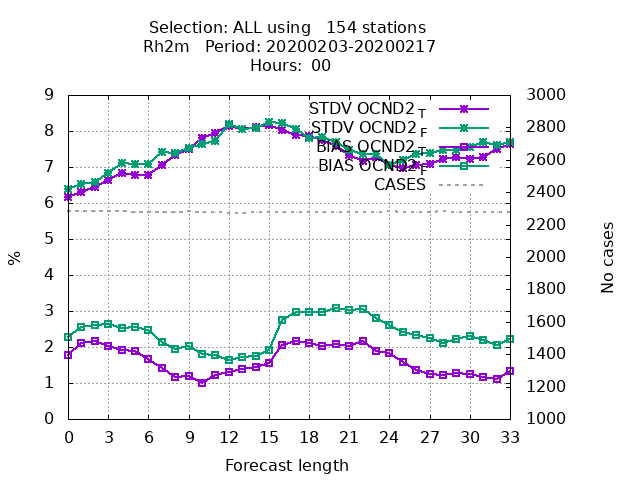 Selection: ALL using   154 stations
Rh2m   Period: 20200203-20200217
Hours:  00
STDV OCND2 T
STDV OCND2 F
BIAS OCND2 T
BIAS OCND2 F
CASES
9
8
7
6
5
4
3
2
1
0
%
3000
2800
2600
2400
2200
2000
1800
1600
1400
1200
1000
No cases
0 3 6 9 12 15 18 21 24 27 30 33
Forecast length